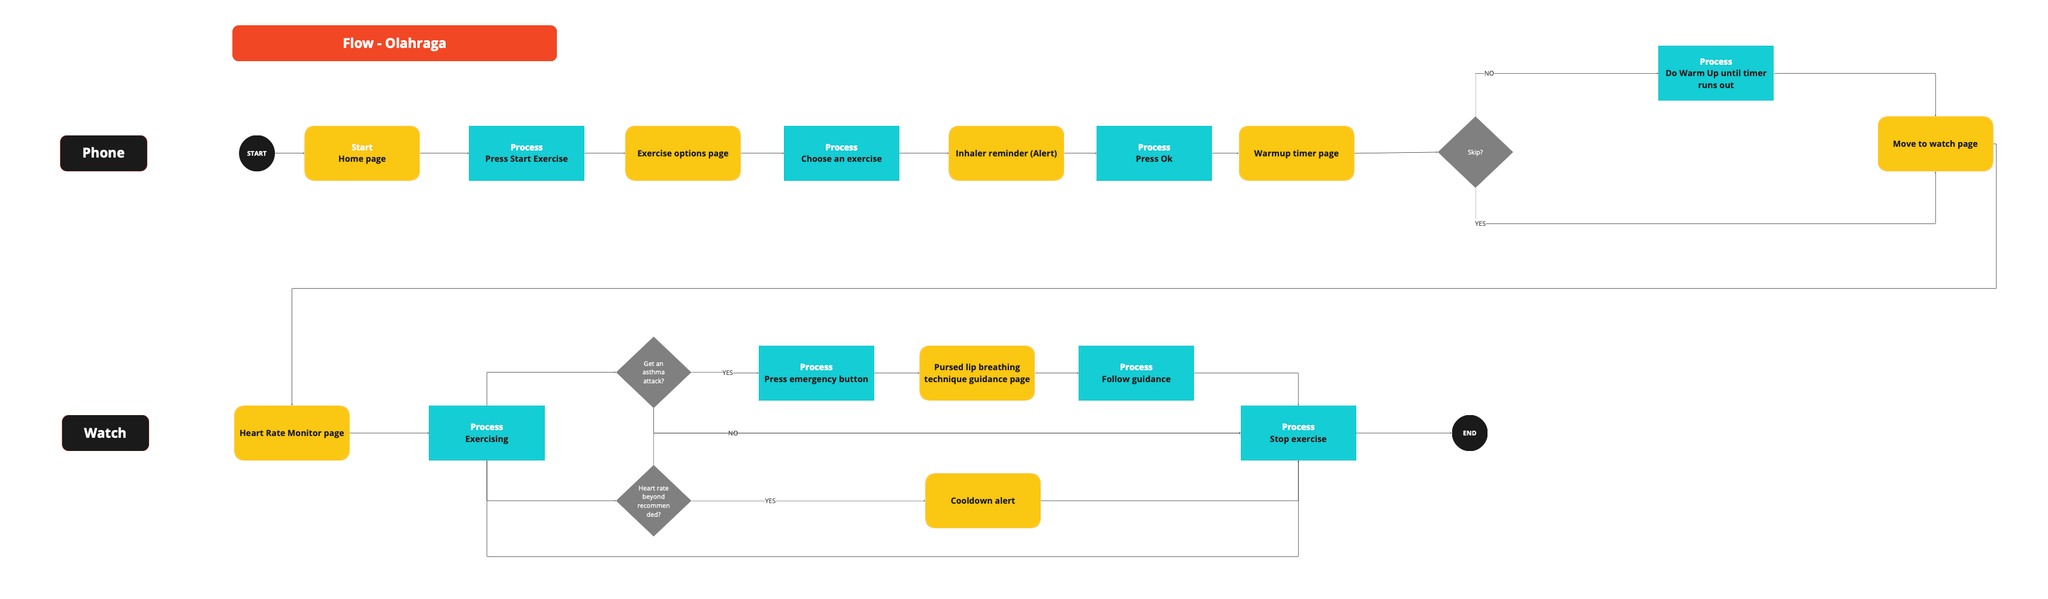 Flow - Olahraga
Process
Do Warm Up until timer
runs out
NO
Phone
START
Start
Home page
Process
Press Start Exercise
Exercise options page
Process
Choose an exercise
Inhaler reminder (Alert)
Process
Press Ok
Warmup timer page
Skip?
Move to watch page
YES
Get an
asthma
attack?
YES
Process
Press emergency button
Pursed lip breathing
technique guidance page
Process
Follow guidance
Watch
Heart Rate Monitor page
Process
Exercising
NO
Process
Stop exercise
END
Heart rate
beyond
recommen
ded?
YES
Cooldown alert